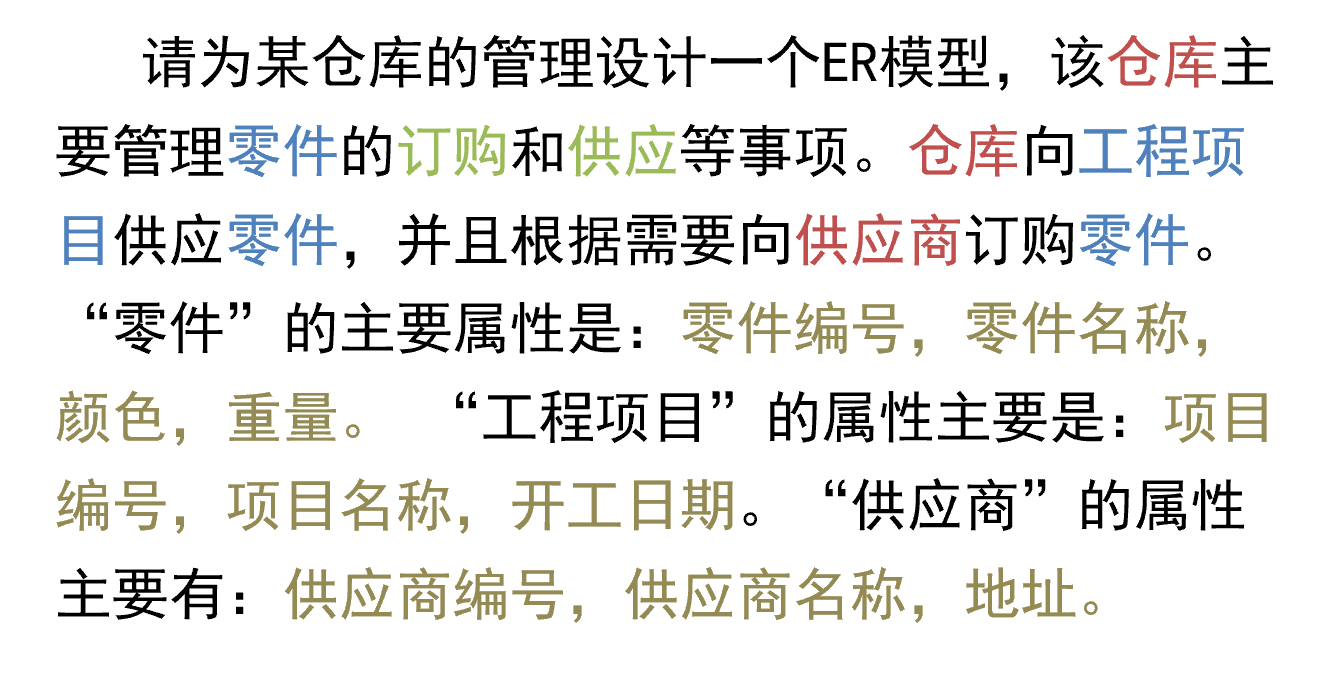 请为某仓库的管理设计一个ER模型，该仓库主
要管理零件的订购和供应等事项。仓库向工程项
目供应零件，并且根据需要向供应商订购零件。
“零件”的主要属性是：零件编号，零件名称，
颜色，重量。 “工程项目”的属性主要是：项目
编号，项目名称，开工日期。“供应商”的属性
主要有：供应商编号，供应商名称，地址。